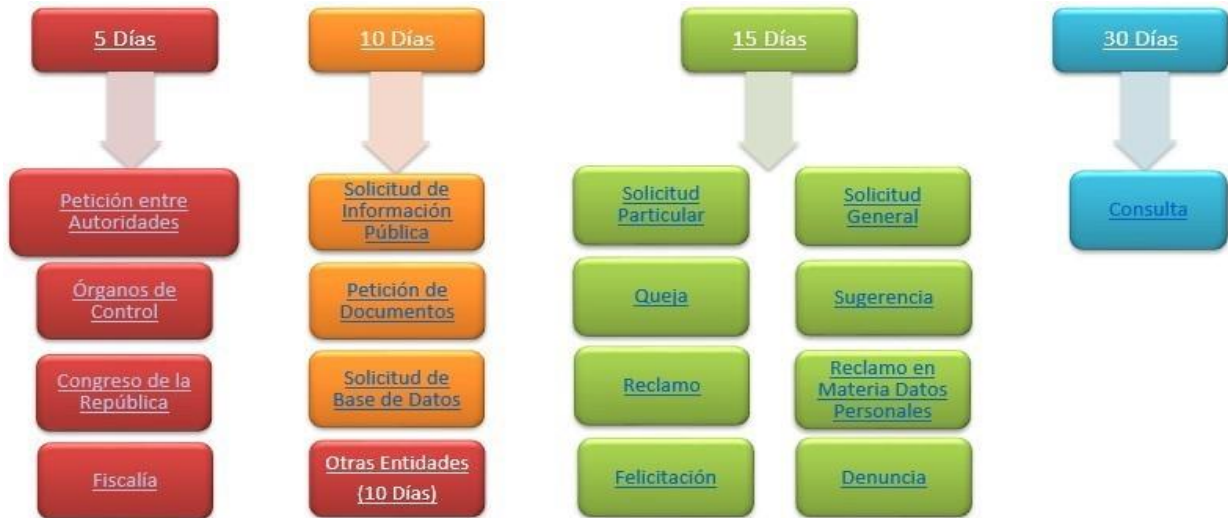 5 Días
Petición entre
Autoridades
Órganos de
Control
Congreso de la
República
Fiscalía
10 Días
Solicitud de
Información
Pública
Petición de
Documentos
Solicitud de
Base de Datos
Otras Entidades
(10 Días)
15 Días
Solicitud
Particular
Solicitud
General
Queja
Sugerencia
Reclamo
Reclamo en
Materia Datos
Personales
Felicitación
Denuncia
30 Días
Consulta